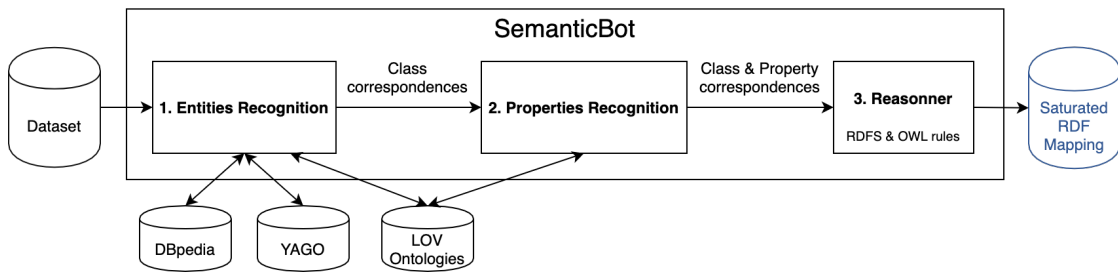 SemanticBot
Dataset
1. Entities Recognition
Class
correspondences
2. Properties Recognition
Class & Property
correspondences
3. Reasonner
RDFS & OWL rules
Saturated
RDF
Mapping
DBpedia
YAGO
LOV
Ontologies